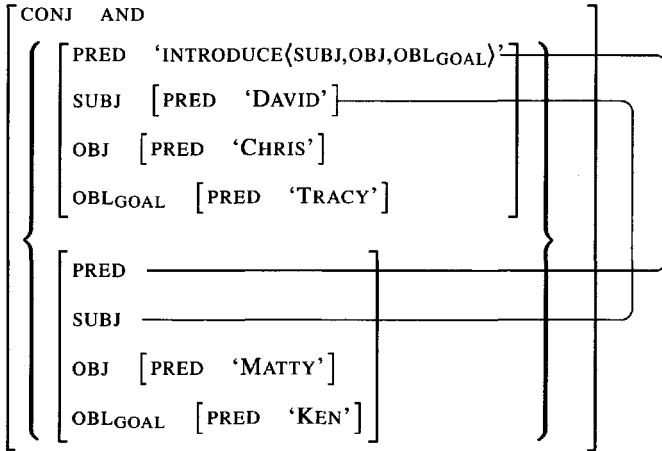 CONJ AND
PRED ‘INTRODUCE⟨SUBJ,OBJ,OBLGOAL⟩’
SUBJ [PRED ‘DAVID’]
OBJ [PRED ‘CHRIS’]
OBLGOAL [PRED ‘TRACY’]
PRED
SUBJ
OBJ [PRED ‘MATTY’]
OBLGOAL [PRED ‘KEN’]